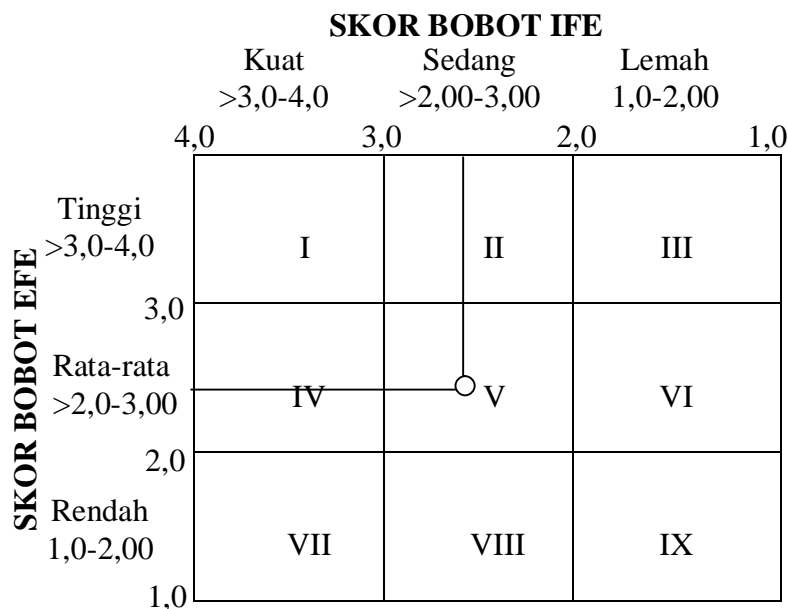 SKOR BOBOT IFE
Kuat Sedang Lemah
>3,0-4,0 >2,00-3,00 1,0-2,00
4,0 3,0 2,0 1,0
SKOR BOBOT EFE
Tinggi
>3,0-4,0 I II III
3,0
Rata-rata
>2,0-3,00 IV V VI
2,0
Rendah
1,0-2,00 VII VIII IX
1,0